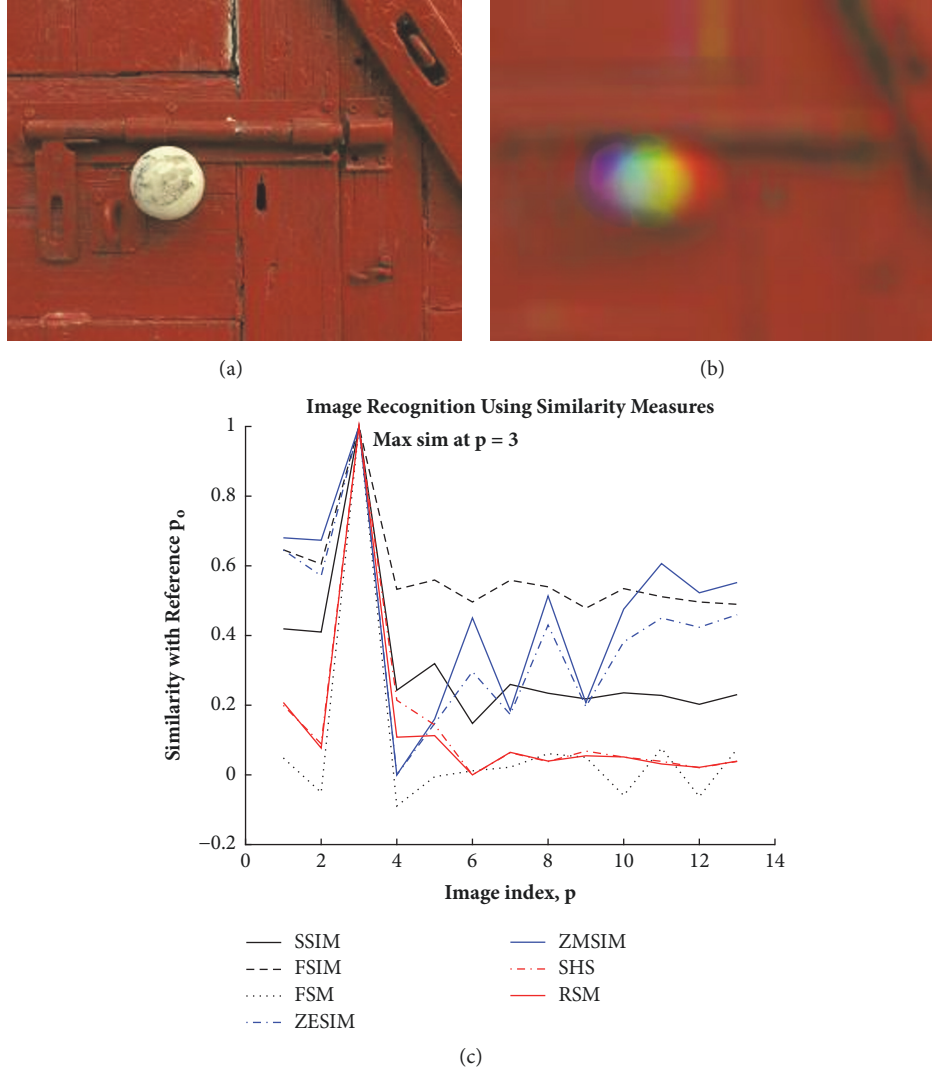 (a)
(b)
Image Recognition Using Similarity Measures
Max sim at p = 3
1
0.8
0.6
0.4
0.2
0
−0.2
Similarity with Reference pₒ
0 2 4 6 8 10 12 14
Image index, p
SSIM
FSIM
FSM
ZESIM
ZMSIM
SHS
RSM
(c)